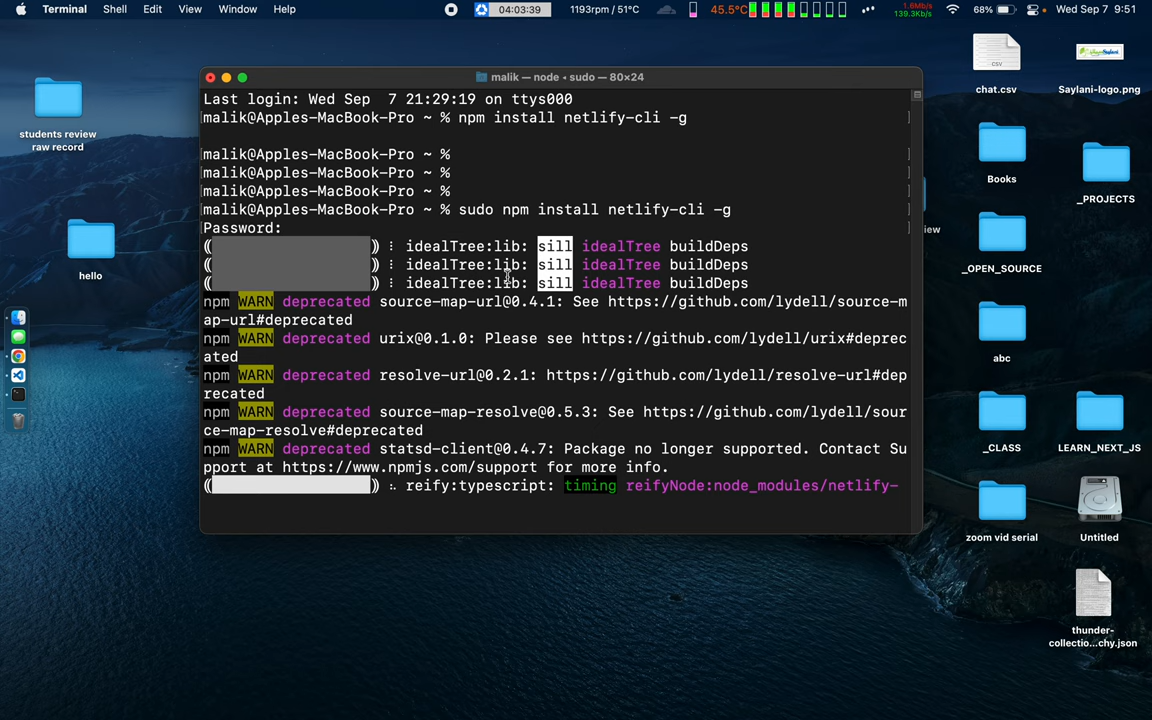 Terminal Shell Edit View Window Help 04:03:39 1193rpm / 51°C 45.5°C 1.6Mb/s 139.3Kb/s 68% Wed Sep 7 9:51
malik — node ◂ sudo — 80×24
Last login: Wed Sep 7 21:29:19 on ttys000
malik@Apples-MacBook-Pro ~ % npm install netlify-cli -g
malik@Apples-MacBook-Pro ~ %
malik@Apples-MacBook-Pro ~ %
malik@Apples-MacBook-Pro ~ %
malik@Apples-MacBook-Pro ~ % sudo npm install netlify-cli -g
Password:
idealTree:lib: sill idealTree buildDeps
idealTree:lib: sill idealTree buildDeps
idealTree:lib: sill idealTree buildDeps
npm WARN deprecated source-map-url@0.4.1: See https://github.com/lydell/source-m
ap-url#deprecated
npm WARN deprecated urix@0.1.0: Please see https://github.com/lydell/urix#deprec
ated
npm WARN deprecated resolve-url@0.2.1: https://github.com/lydell/resolve-url#dep
recated
npm WARN deprecated source-map-resolve@0.5.3: See https://github.com/lydell/sour
ce-map-resolve#deprecated
npm WARN deprecated statsd-client@0.4.7: Package no longer supported. Contact Su
pport at https://www.npmjs.com/support for more info.
reify:typescript: timing reifyNode:node_modules/netlify-
students review
raw record
hello
CSV
chat.csv
Saylani-logo.png
Books
_PROJECTS
iew
_OPEN_SOURCE
abc
_CLASS
LEARN_NEXT_JS
zoom vid serial
Untitled
thunder-
collectio...chy.json